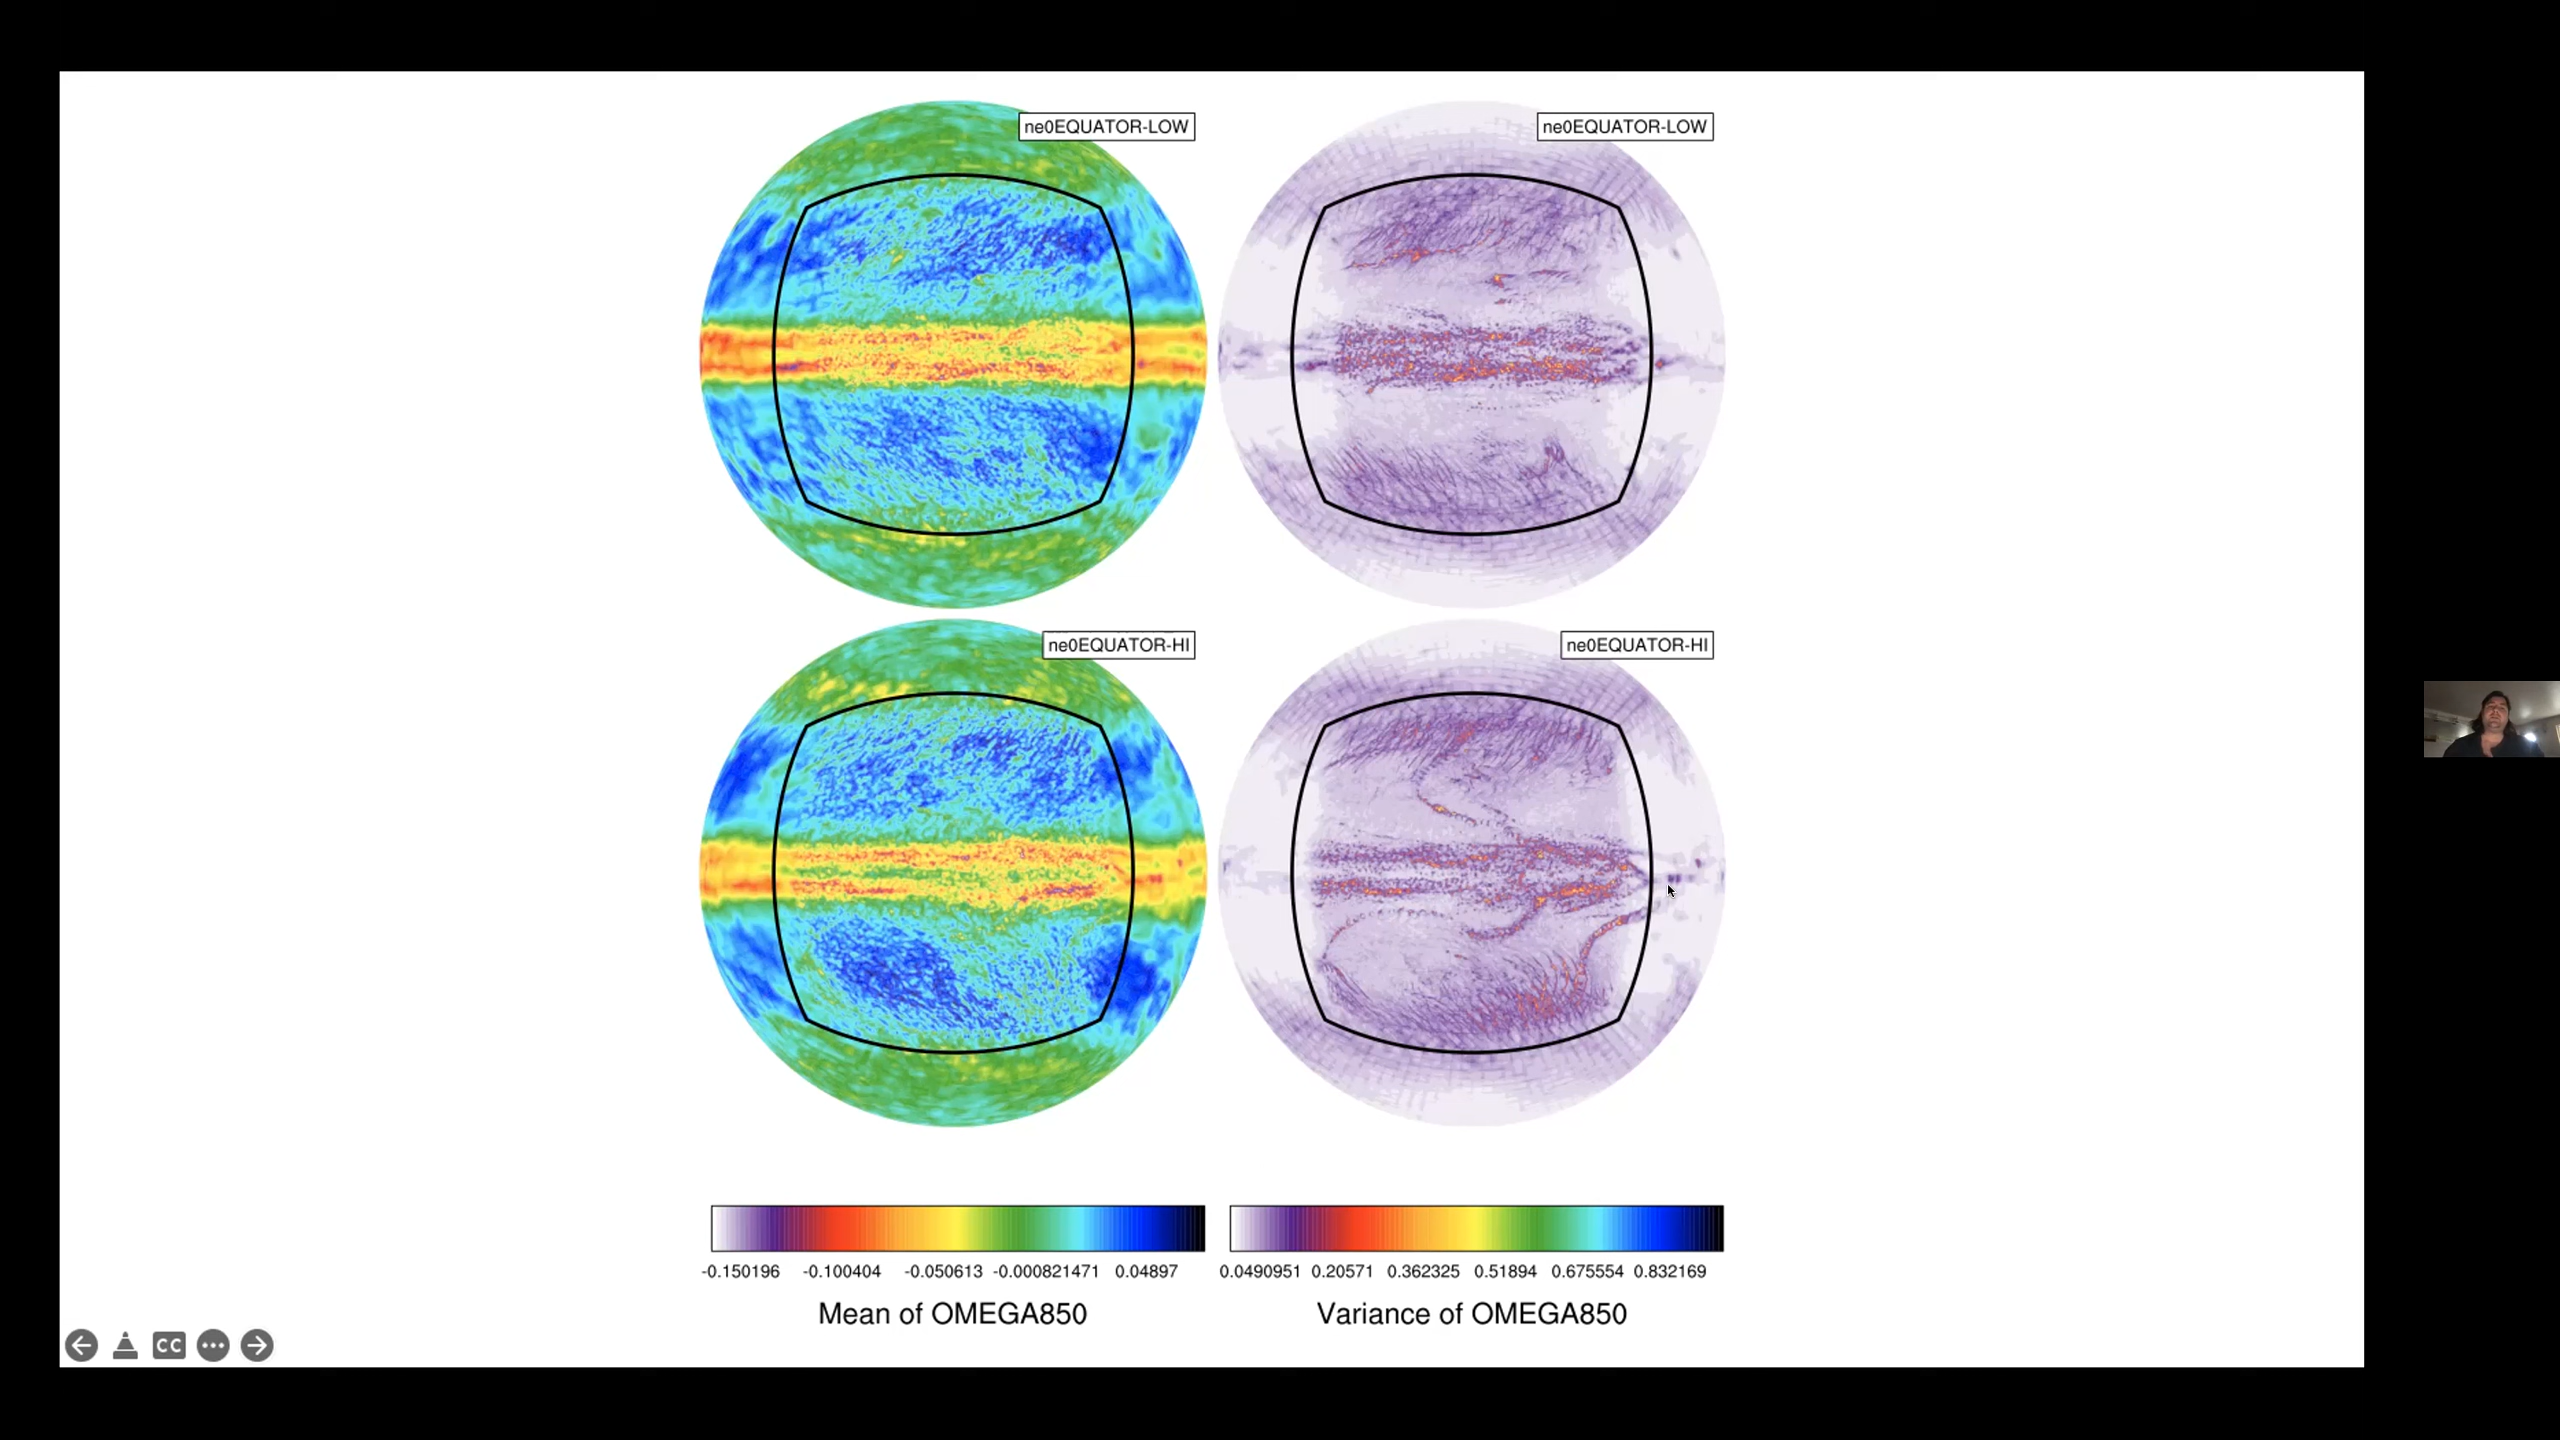 ne0EQUATOR-LOW
ne0EQUATOR-LOW
ne0EQUATOR-HI
ne0EQUATOR-HI
-0.150196 -0.100404 -0.050613 -0.000821471 0.04897
0.0490951 0.20571 0.362325 0.51894 0.675554 0.832169
Mean of OMEGA850
Variance of OMEGA850
CC